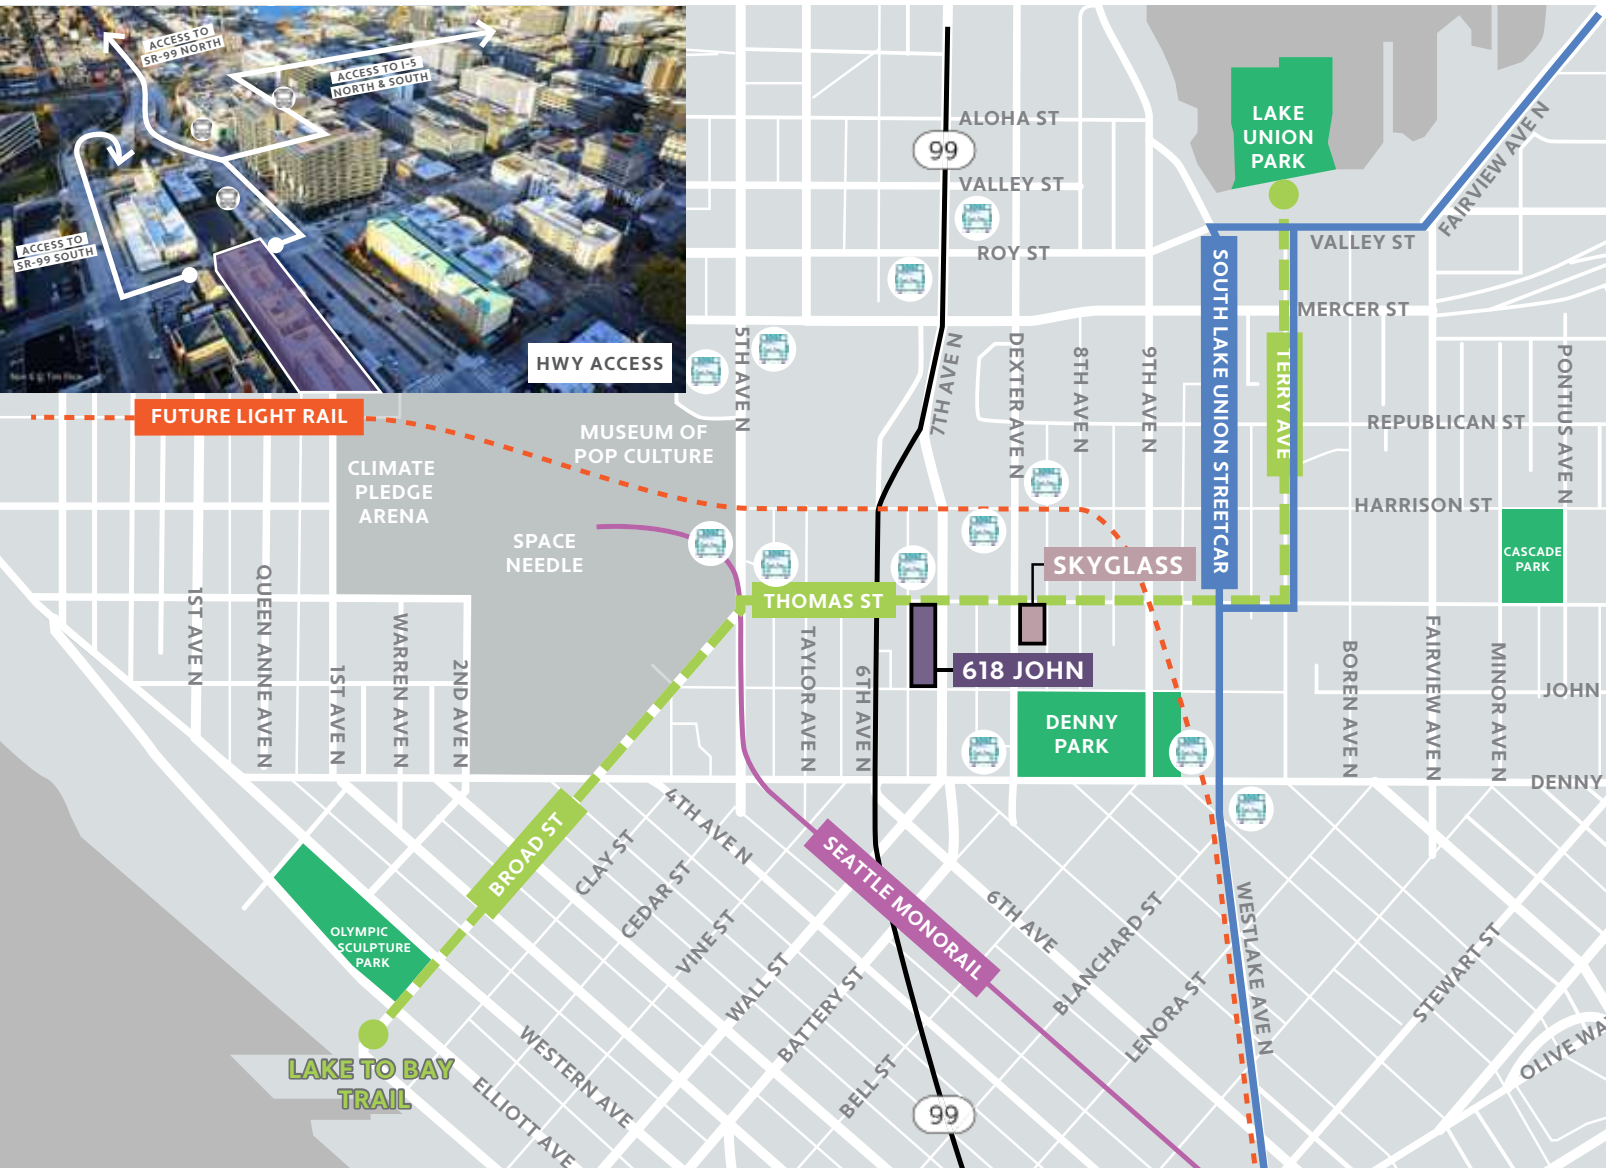 ACCESS TO
SR-99 NORTH
ACCESS TO I-5
NORTH & SOUTH
ACCESS TO
SR-99 SOUTH
HWY ACCESS
99
ALOHA ST
VALLEY ST
ROY ST
LAKE
UNION
PARK
FAIRVIEW AVE N
VALLEY ST
MERCER ST
5TH AVE N
7TH AVE N
DEXTER AVE N
8TH AVE N
9TH AVE N
SOUTH LAKE UNION STREETCAR
TERRY AVE
PONTIUS AVE N
REPUBLICAN ST
HARRISON ST
FUTURE LIGHT RAIL
MUSEUM OF
POP CULTURE
CLIMATE
PLEDGE
ARENA
SPACE
NEEDLE
CASCADE
PARK
SKYGLASS
THOMAS ST
618 JOHN
1ST AVE N
QUEEN ANNE AVE N
1ST AVE N
WARREN AVE N
2ND AVE N
TAYLOR AVE N
6TH AVE N
DENNY
PARK
BOREN AVE N
FAIRVIEW AVE N
MINOR AVE N
JOHN
DENNY
BROAD ST
4TH AVE N
CLAY ST
CEDAR ST
VINE ST
WALL ST
BATTERY ST
BELL ST
SEATTLE MONORAIL
6TH AVE
BLANCHARD ST
LENORA ST
WESTLAKE AVE N
STEWART ST
OLIVE WA
OLYMPIC
SCULPTURE
PARK
LAKE TO BAY
TRAIL
WESTERN AVE
ELLIOTT AVE
99